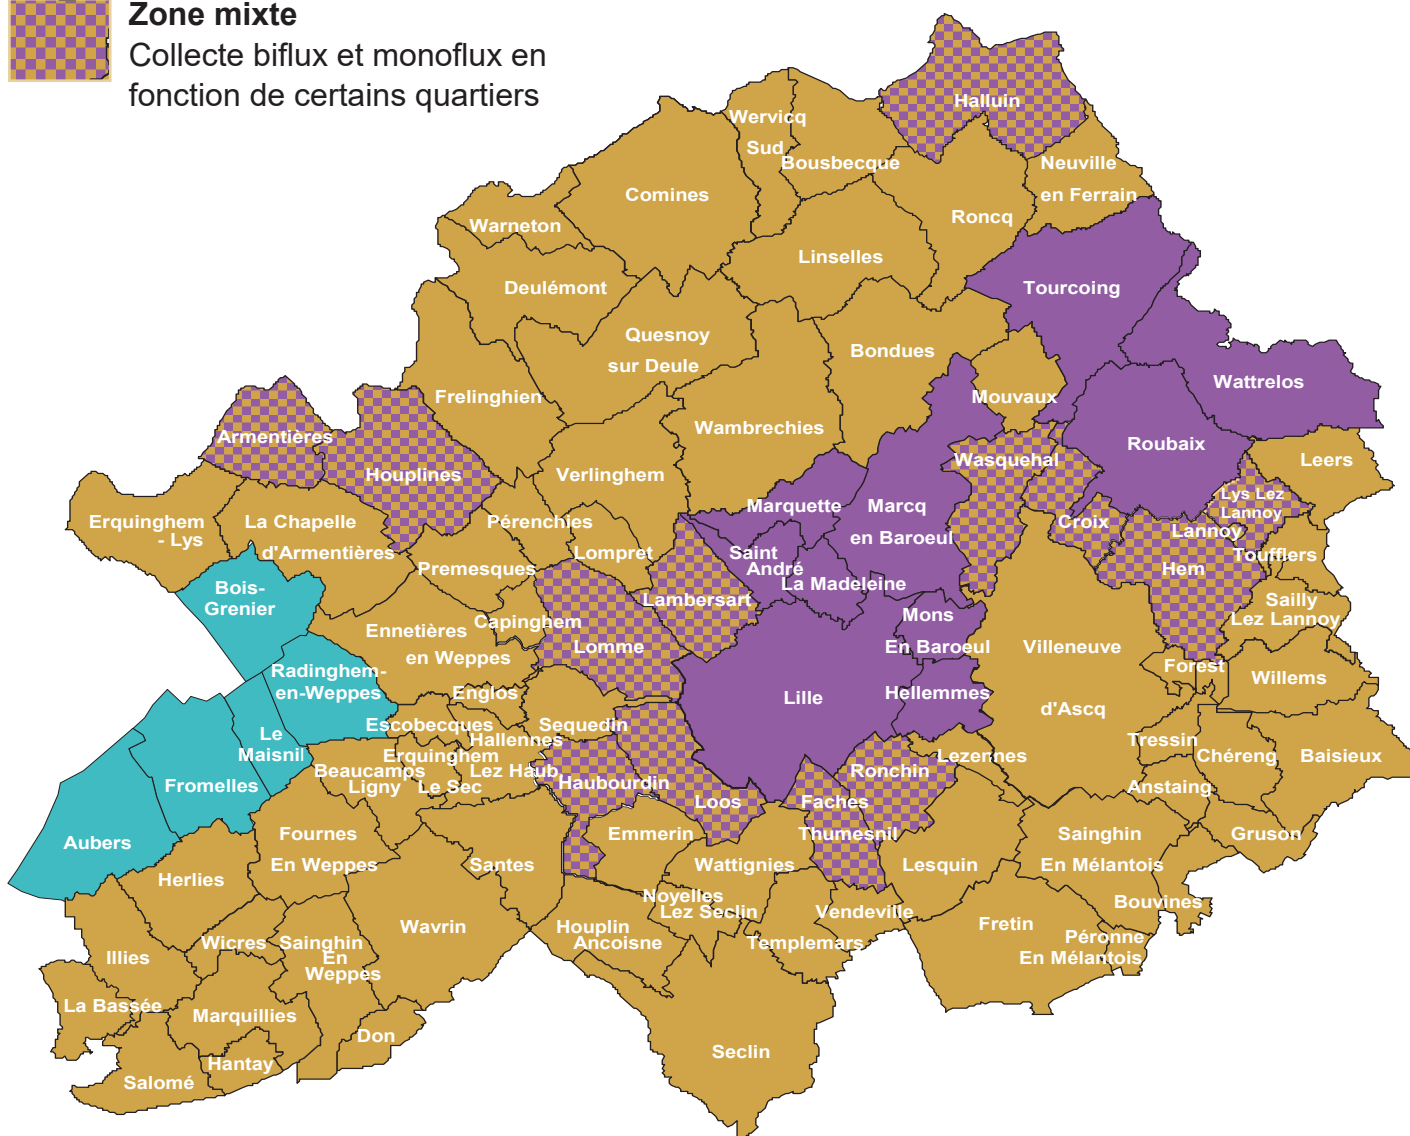 Zone mixte
Collecte biflux et monoflux en
fonction de certains quartiers
Halluin
Wervicq
Sud
Bousbecque
Neuville
en Ferrain
Comines
Roncq
Warneton
Linselles
Deulémont
Tourcoing
Quesnoy
sur Deule
Bondues
Wattrelos
Frelinghien
Mouvaux
Wambrechies
Armentières
Roubaix
Houplines
Verlinghem
Wasquehal
Leers
Lys Lez
Lannoy
Marquette
Marcq
en Baroeul
Erquinghem
- Lys
La Chapelle
d'Armentières
Pérenchies
Croix
Lannoy
Lompret
Saint
André
Toufflers
Premesques
La Madeleine
Hem
Bois-
Grenier
Lambersart
Sailly
Lez Lannoy
Capinghem
Mons
En Baroeul
Ennetières
en Weppes
Lomme
Villeneuve
d'Ascq
Radinghem-
en-Weppes
Forest
Willems
Englos
Lille
Hellemmes
Escobecques
Sequedin
Le
Maisnil
Hallennes
Lez Haub.
Tressin
Chéreng
Baisieux
Erquinghem
Le Sec
Lezennes
Beaucamps
Ligny
Haubourdin
Ronchin
Fromelles
Anstaing
Loos
Faches
Thumesnil
Aubers
Fournes
En Weppes
Emmerin
Sainghin
En Mélantois
Gruson
Santes
Wattignies
Lesquin
Herlies
Noyelles
Lez Seclin
Bouvines
Vendeville
Wavrin
Houplin
Ancoisne
Fretin
Wicres
Sainghin
En
Weppes
Templemars
Péronne
En Mélantois
Illies
La Bassée
Marquillies
Don
Seclin
Hantay
Salomé